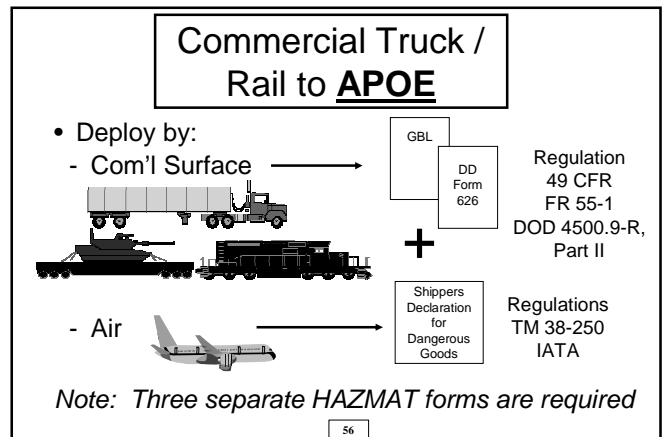 Commercial Truck /
Rail to APOE
• Deploy by:
- Com'l Surface
GBL
DD
Form
626
Regulation
49 CFR
FR 55-1
DOD 4500.9-R,
Part II
+
- Air
Shippers
Declaration
for
Dangerous
Goods
Regulations
TM 38-250
IATA
Note: Three separate HAZMAT forms are required
56